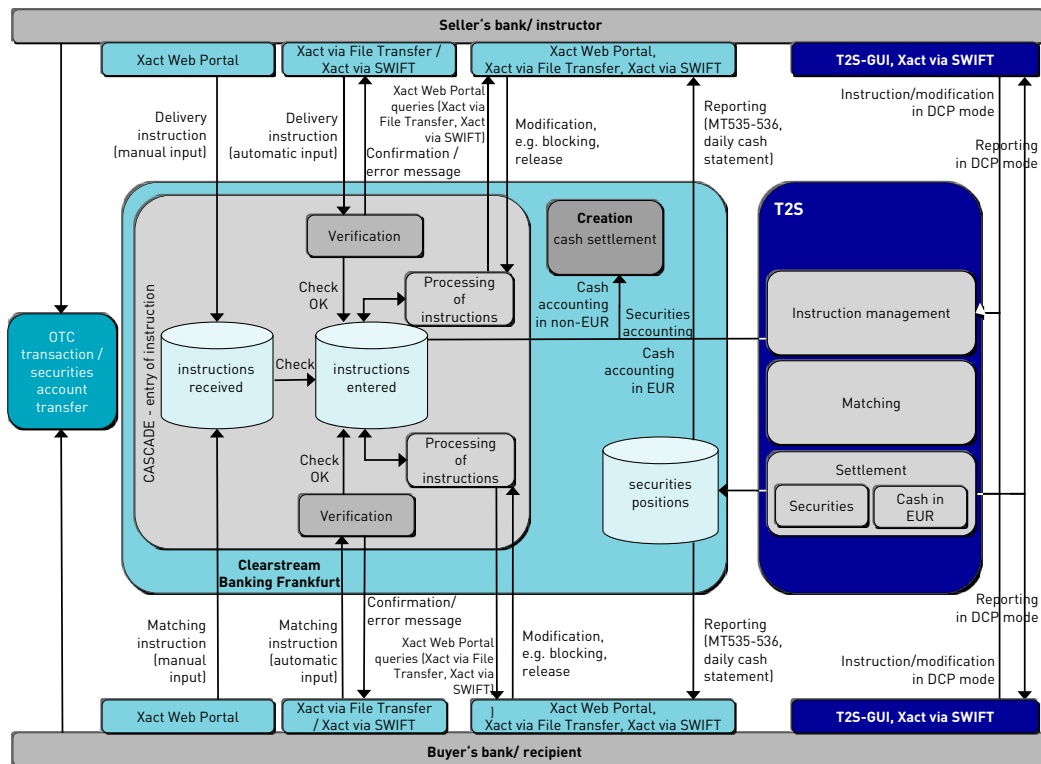 Seller's bank/ instructor
Xact Web Portal
Xact via File Transfer /
Xact via SWIFT
Xact Web Portal,
Xact via File Transfer, Xact via SWIFT
T2S-GUI, Xact via SWIFT
Delivery
instruction
(manual input)
Delivery
instruction
(automatic input)
Xact Web Portal
queries (Xact via
File Transfer, Xact
via SWIFT)
Confirmation /
error message
Modification,
e.g. blocking,
release
Reporting
(MT535-536,
daily cash
statement)
Instruction/modification
in DCP mode
Reporting
in DCP mode
OTC
transaction /
securities
account
transfer
CASCADE - entry of instruction
Verification
Check
OK
Processing
of
instructions
instructions
received
Check
instructions
entered
Check
OK
Processing
of
instructions
Verification
Clearstream
Banking Frankfurt
Creation
cash settlement
Cash
accounting
in non-EUR
Securities
accounting
Cash
accounting
in EUR
securities
positions
T2S
Instruction management
Matching
Settlement
Securities
Cash in
EUR
Matching
instruction
(manual
input)
Matching
instruction
(automatic
input)
Confirmation/
error message
Xact Web Portal
queries (Xact via File
Transfer, Xact via
SWIFT)
Modification,
e.g. blocking,
release
Reporting
(MT535-536,
daily cash
statement)
Reporting
in DCP mode
Instruction/modification
in DCP mode
Xact Web Portal
Xact via File Transfer
/ Xact via SWIFT
)
Xact Web Portal,
Xact via File Transfer, Xact via SWIFT
T2S-GUI, Xact via SWIFT
Buyer's bank/ recipient